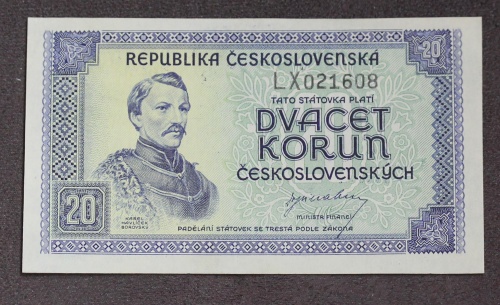 20
REPUBLIKA ČESKOSLOVENSKÁ
LX021608
TATO STÁTOVKA PLATÍ
DVACET
KORUN
ČESKOSLOVENSKÝCH
MINISTR FINANCÍ
20
KAREL
HAVLÍČEK
BOROVSKÝ
PADĚLÁNÍ STÁTOVEK SE TRESTÁ PODLE ZÁKONA